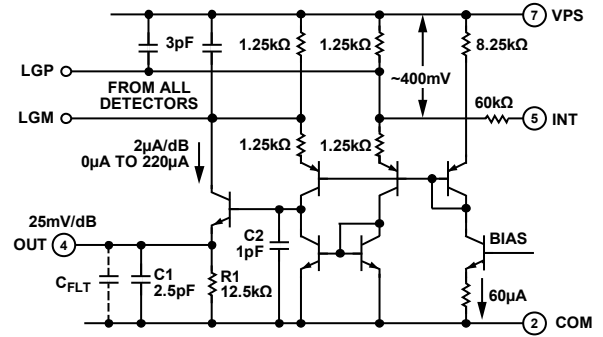 7 VPS
3pF 1.25kΩ 1.25kΩ 8.25kΩ
LGP
FROM ALL
DETECTORS
~400mV
60kΩ
LGM
5 INT
2µA/dB
0µA TO 220µA
1.25kΩ 1.25kΩ
25mV/dB
OUT 4
C2
1pF
BIAS
CFLT
C1
2.5pF
R1
12.5kΩ
60µA
2 COM